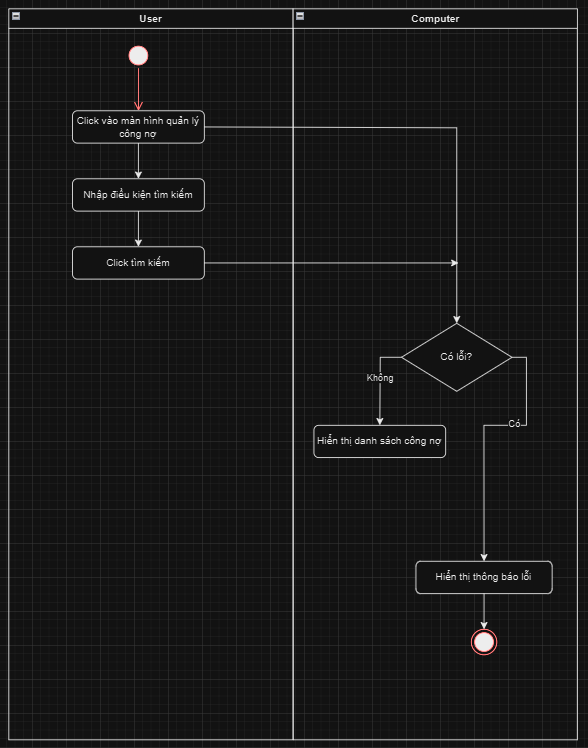 User
Computer
Click vào màn hình quản lý
công nợ
Nhập điều kiện tìm kiếm
Click tìm kiếm
Có lỗi?
Không
Có
Hiển thị danh sách công nợ
Hiển thị thông báo lỗi